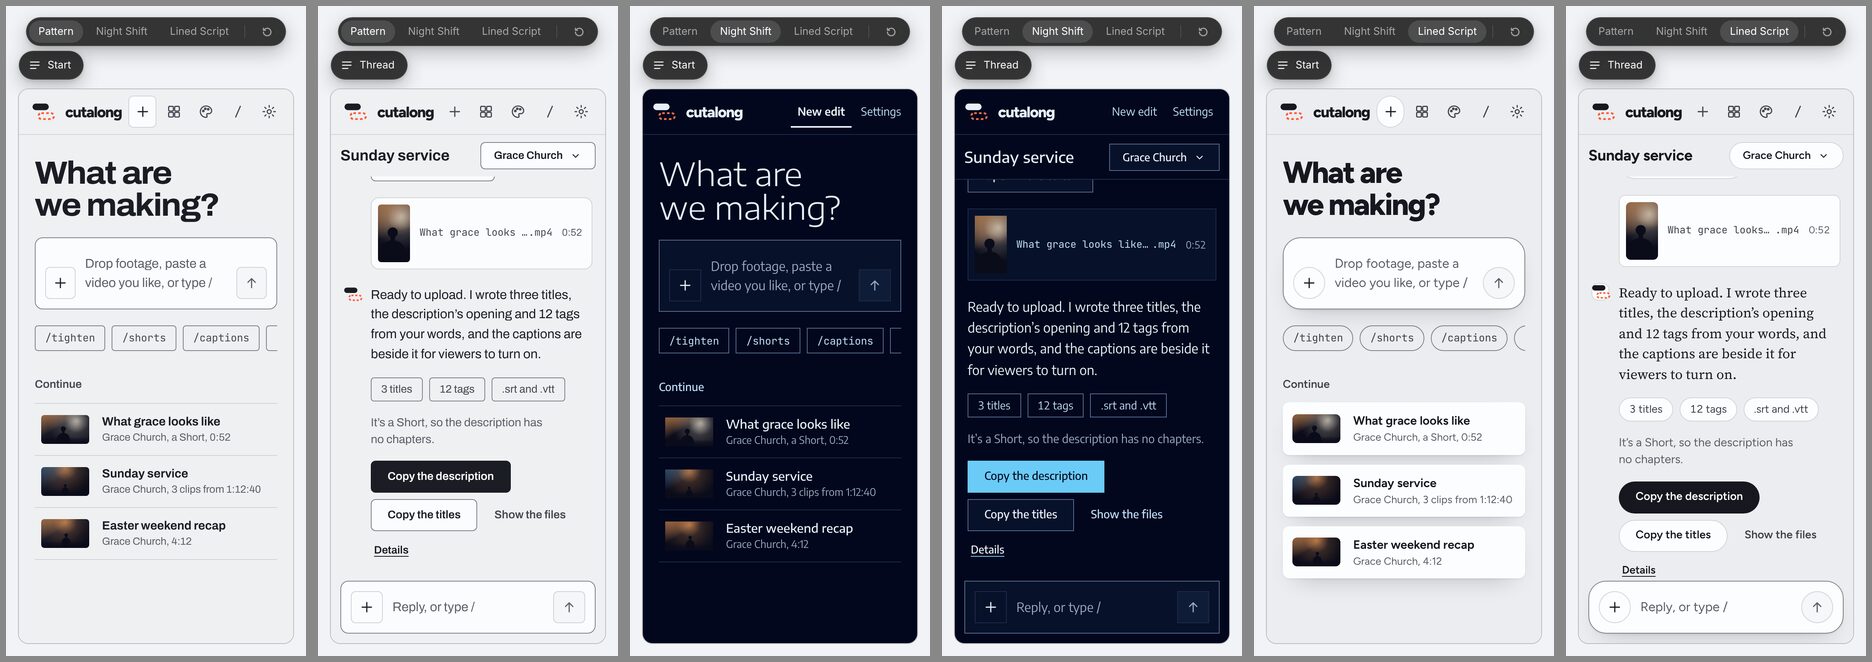 Pattern Night Shift Lined Script
Start
cutalong
What are
we making?
Drop footage, paste a
video you like, or type /
/tighten /shorts /captions
Continue
What grace looks like
Grace Church, a Short, 0:52
Sunday service
Grace Church, 3 clips from 1:12:40
Easter weekend recap
Grace Church, 4:12
Pattern Night Shift Lined Script
Thread
cutalong
Sunday service Grace Church
What grace looks ….mp4 0:52
Ready to upload. I wrote three titles,
the description’s opening and 12 tags
from your words, and the captions are
beside it for viewers to turn on.
3 titles 12 tags .srt and .vtt
It’s a Short, so the description has
no chapters.
Copy the description
Copy the titles Show the files
Details
Reply, or type /
Pattern Night Shift Lined Script
Start
cutalong New edit Settings
What are
we making?
Drop footage, paste a
video you like, or type /
/tighten /shorts /captions
Continue
What grace looks like
Grace Church, a Short, 0:52
Sunday service
Grace Church, 3 clips from 1:12:40
Easter weekend recap
Grace Church, 4:12
Pattern Night Shift Lined Script
Thread
cutalong New edit Settings
Sunday service Grace Church
What grace looks like… .mp4 0:52
Ready to upload. I wrote three titles, the
description’s opening and 12 tags from
your words, and the captions are beside it
for viewers to turn on.
3 titles 12 tags .srt and .vtt
It’s a Short, so the description has no chapters.
Copy the description
Copy the titles Show the files
Details
Reply, or type /
Pattern Night Shift Lined Script
Start
cutalong
What are
we making?
Drop footage, paste a
video you like, or type /
/tighten /shorts /captions
Continue
What grace looks like
Grace Church, a Short, 0:52
Sunday service
Grace Church, 3 clips from 1:12:40
Easter weekend recap
Grace Church, 4:12
Pattern Night Shift Lined Script
Thread
cutalong
Sunday service Grace Church
What grace looks… .mp4 0:52
Ready to upload. I wrote three
titles, the description’s opening
and 12 tags from your words, and
the captions are beside it for
viewers to turn on.
3 titles 12 tags .srt and .vtt
It’s a Short, so the description has
no chapters.
Copy the description
Copy the titles Show the files
Details
Reply, or type /